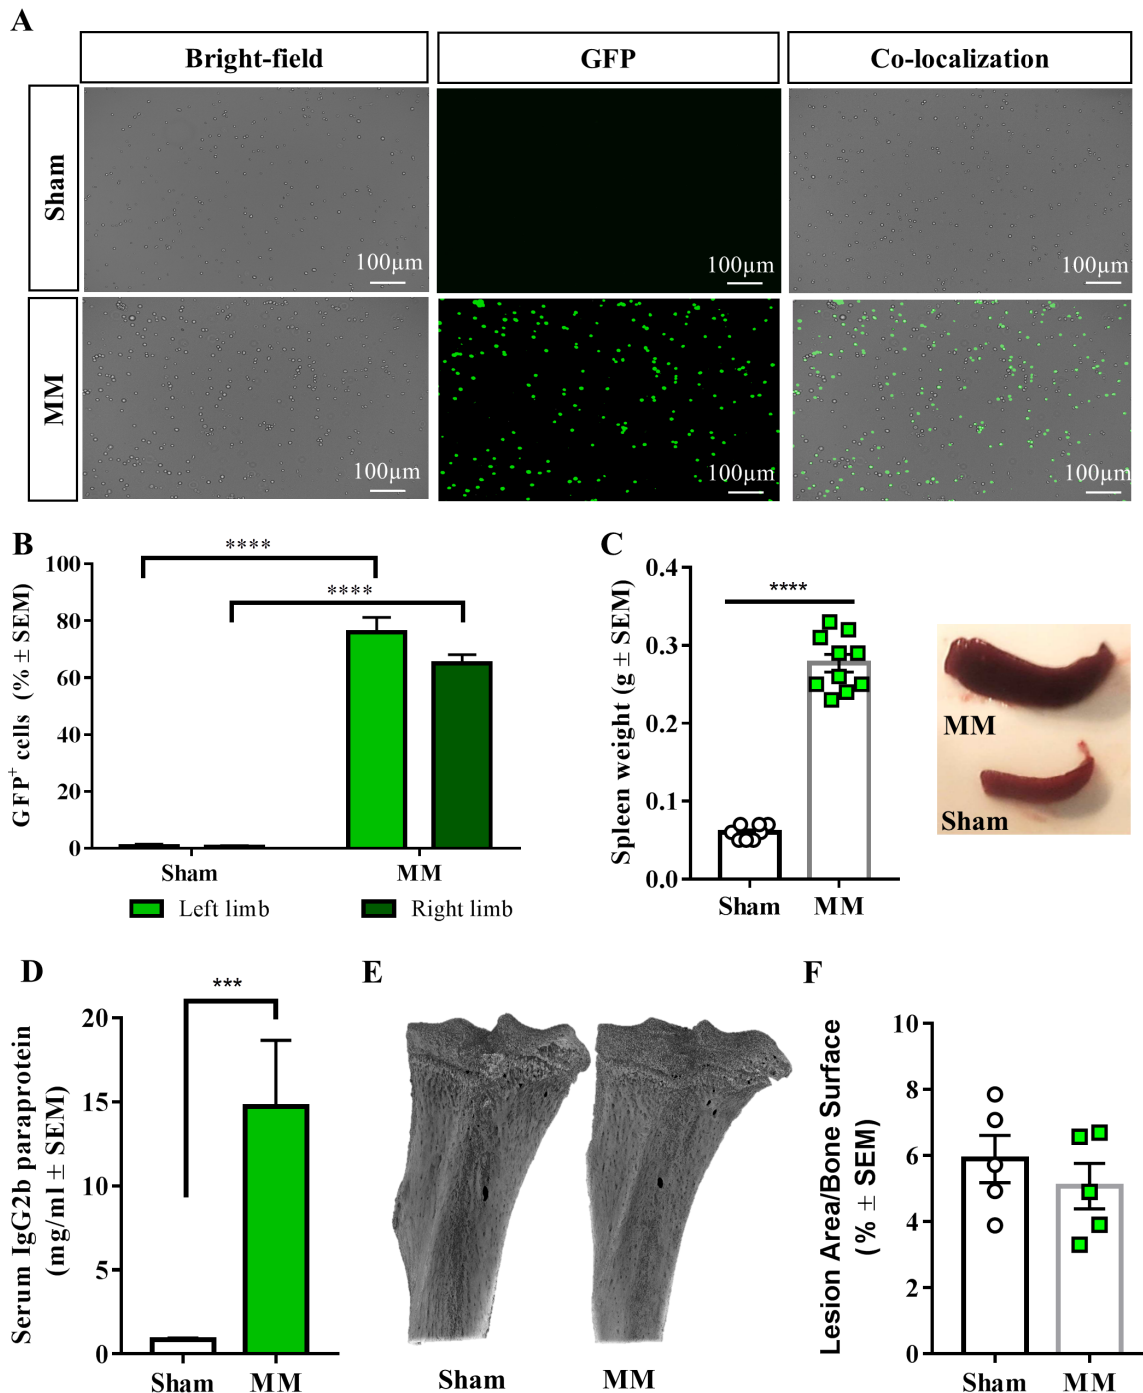 A
Bright-field
GFP
Co-localization
Sham
100µm
100µm
100µm
MM
100µm
100µm
100µm
B
GFP+ cells (% ± SEM)
100
80
60
40
20
0
****
****
Sham
MM
Left limb
Right limb
C
Spleen weight (g ± SEM)
0.4
0.3
0.2
0.1
0.0
****
Sham
MM
MM
Sham
D
Serum IgG2b paraprotein
(mg/ml ± SEM)
20
15
10
5
0
***
Sham
MM
E
Sham
MM
F
Lesion Area/Bone Surface
(% ± SEM)
10
8
6
4
2
0
Sham
MM